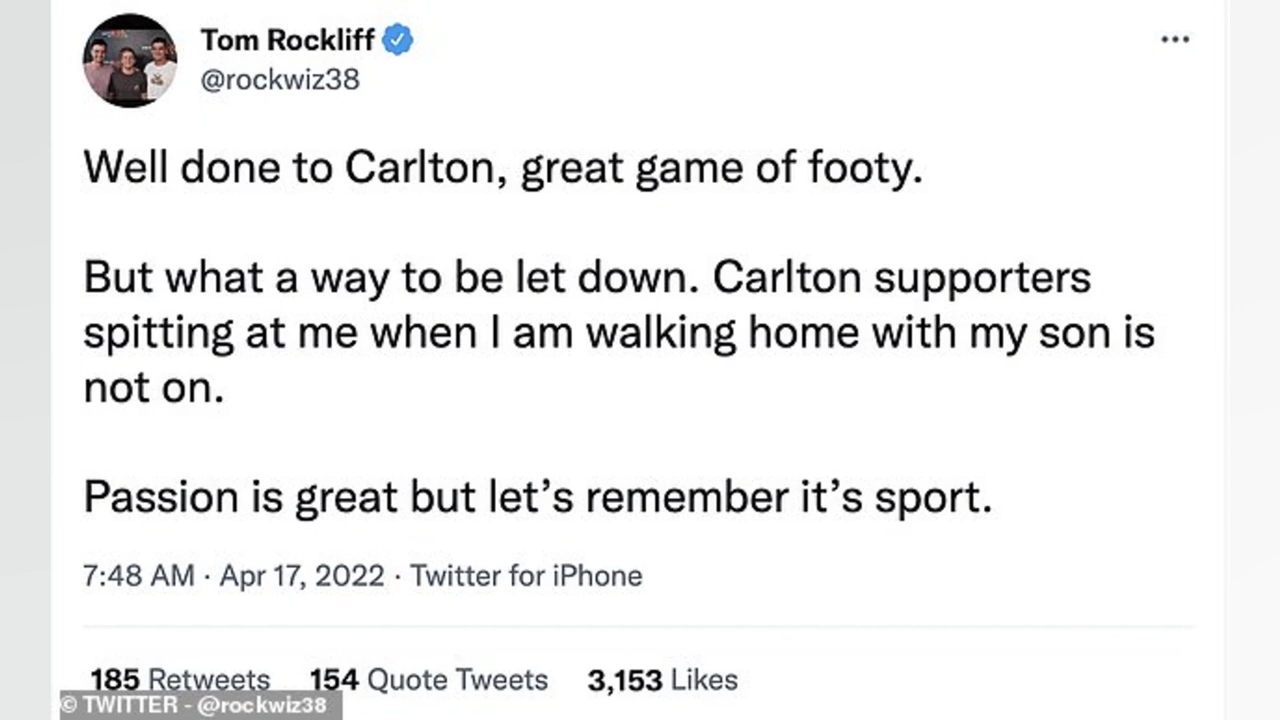 Tom Rockliff
@rockwiz38
Well done to Carlton, great game of footy.
But what a way to be let down. Carlton supporters
spitting at me when I am walking home with my son is
not on.
Passion is great but let’s remember it’s sport.
7:48 AM · Apr 17, 2022 · Twitter for iPhone
185 Retweets 154 Quote Tweets 3,153 Likes
© TWITTER - @rockwiz38